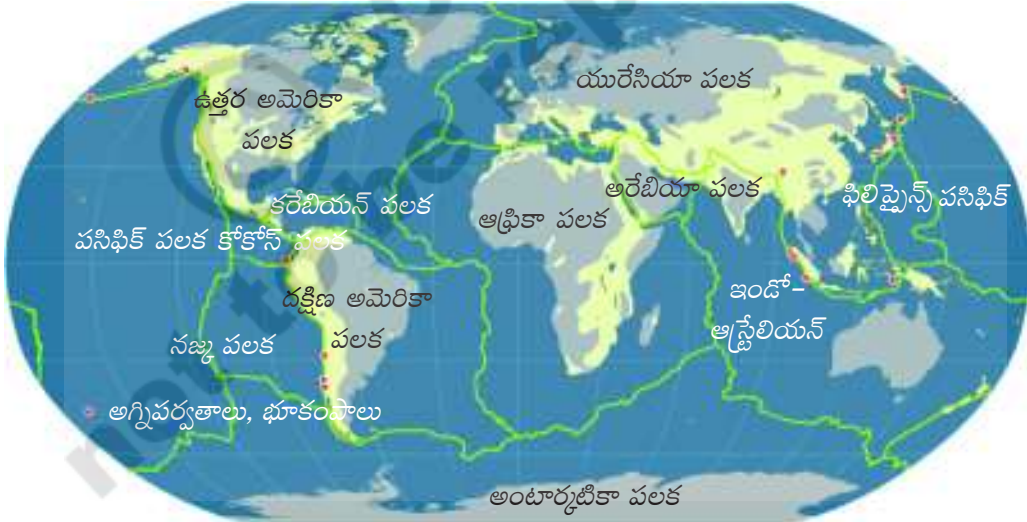 యురేసియా పలక
ఉత్తర అమెరికా
పలక
అరేబియా పలక
ఫిలిప్పైన్స్ పసిఫిక్
కరేబియన్ పలక
ఆఫ్రికా పలక
పసిఫిక్ పలక కోకోస్ పలక
దక్షిణ అమెరికా
పలక
ఇండో-
ఆస్ట్రేలియన్
నజ్క పలక
అగ్నిపర్వతాలు, భూకంపాలు
అంటార్కటికా పలక